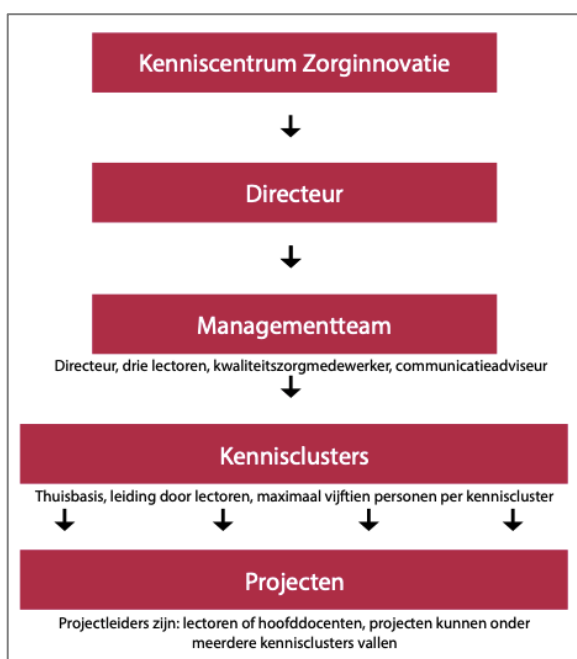 Kenniscentrum Zorginnovatie
Directeur
Managementteam
Directeur, drie lectoren, kwaliteitszorgmedewerker, communicatieadviseur
Kennisclusters
Thuisbasis, leiding door lectoren, maximaal vijftien personen per kenniscluster
Projecten
Projectleiders zijn: lectoren of hoofddocenten, projecten kunnen onder
meerdere kennisclusters vallen